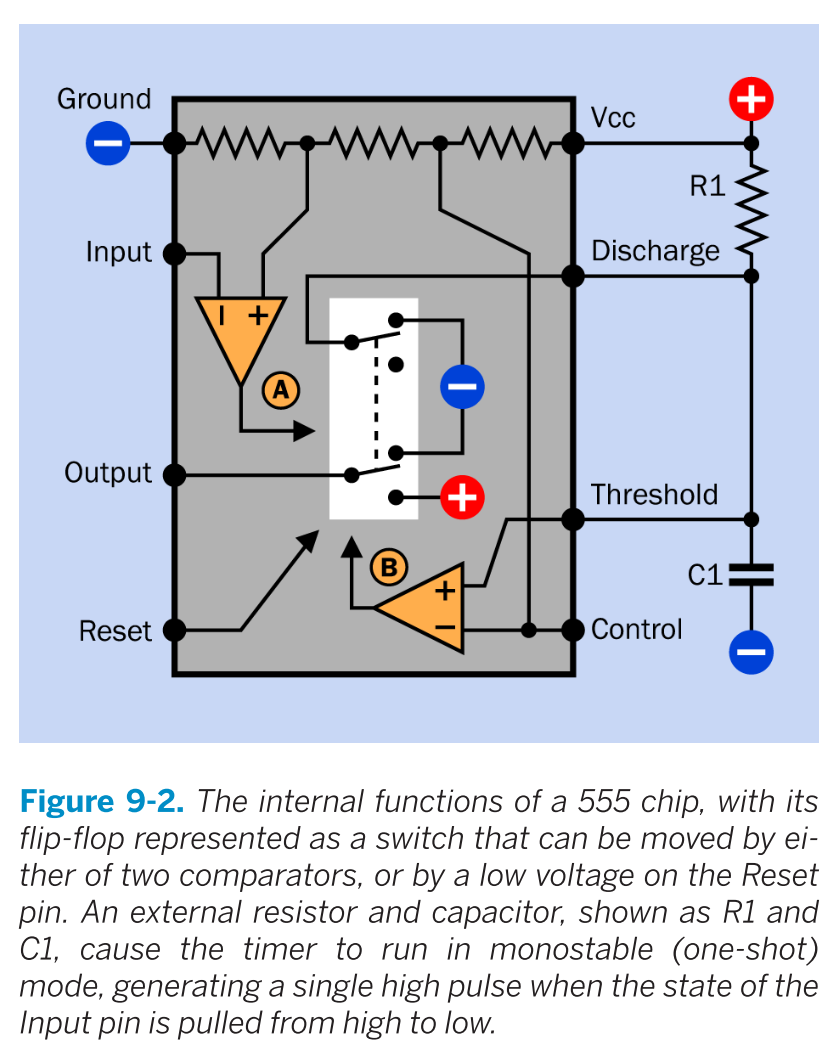 Ground
Vcc
R1
Input
Discharge
− +
A
Output
Threshold
B
C1
+
−
Reset
Control
Figure 9-2. The internal functions of a 555 chip, with its
flip-flop represented as a switch that can be moved by ei-
ther of two comparators, or by a low voltage on the Reset
pin. An external resistor and capacitor, shown as R1 and
C1, cause the timer to run in monostable (one-shot)
mode, generating a single high pulse when the state of the
Input pin is pulled from high to low.